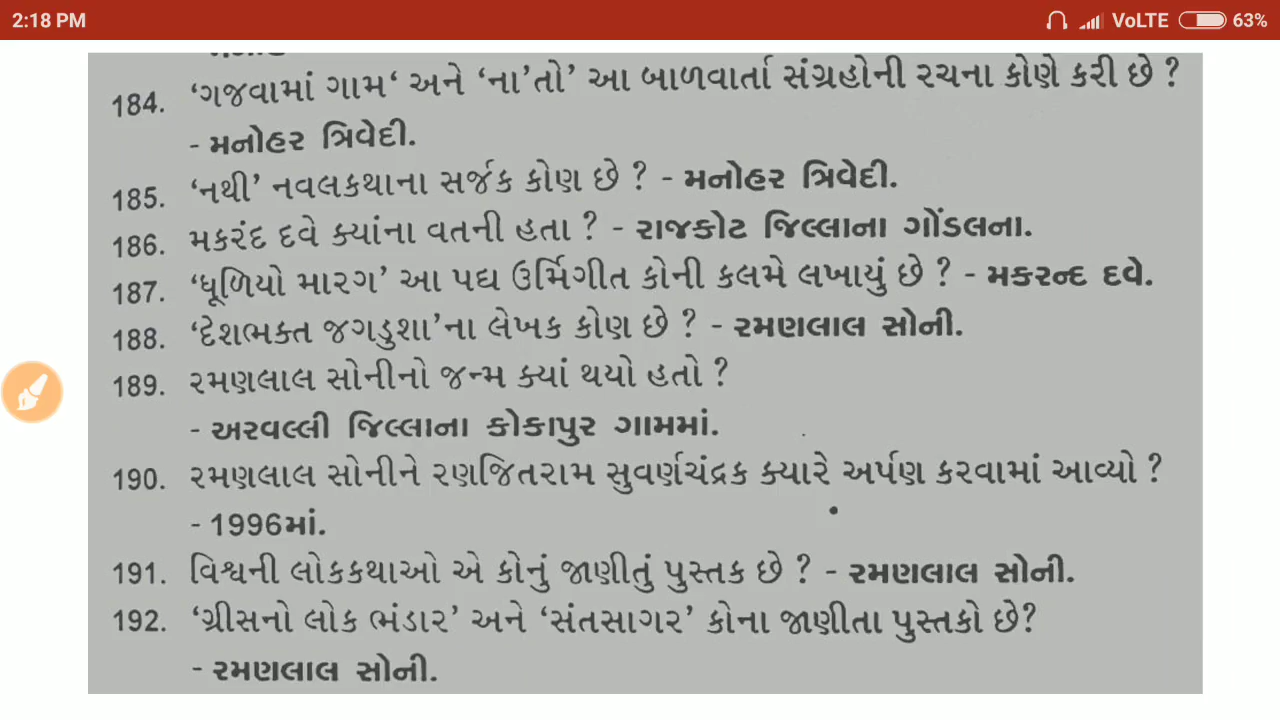 2:18 PM VoLTE 63%
184. ‘ગજવામાં ગામ‘ અને ‘ના’તો’ આ બાળવાર્તા સંગ્રહોની રચના કોણે કરી છે ?
- મનોહર ત્રિવેદી.
185. ‘નથી’ નવલકથાના સર્જક કોણ છે ? - મનોહર ત્રિવેદી.
186. મકરંદ દવે ક્યાંના વતની હતા ? - રાજકોટ જિલ્લાના ગોંડલના.
187. ‘ધૂળિયો મારગ’ આ પદ્ય ઉર્મિગીત કોની કલમે લખાયું છે ? - મકરન્દ દવે.
188. ‘દેશભક્ત જગડુશા’ના લેખક કોણ છે ? - રમણલાલ સોની.
189. રમણલાલ સોનીનો જન્મ ક્યાં થયો હતો ?
- અરવલ્લી જિલ્લાના કોકાપુર ગામમાં.
190. રમણલાલ સોનીને રણજિતરામ સુવર્ણચંદ્રક ક્યારે અર્પણ કરવામાં આવ્યો ?
- 1996માં.
191. વિશ્વની લોકકથાઓ એ કોનું જાણીતું પુસ્તક છે ? - રમણલાલ સોની.
192. ‘ગ્રીસનો લોક ભંડાર’ અને ‘સંતસાગર’ કોના જાણીતા પુસ્તકો છે?
- રમણલાલ સોની.